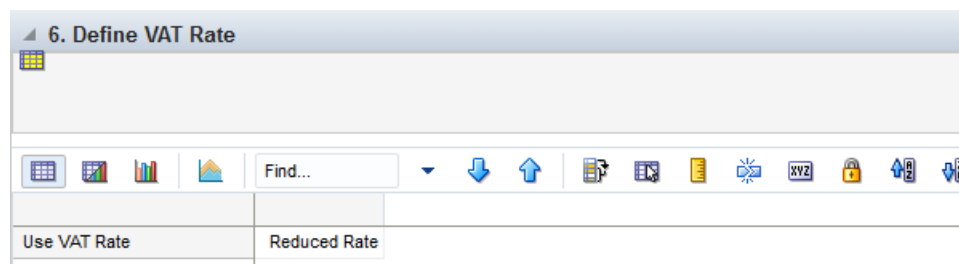 6. Define VAT Rate
Find...
XYZ
Use VAT Rate Reduced Rate